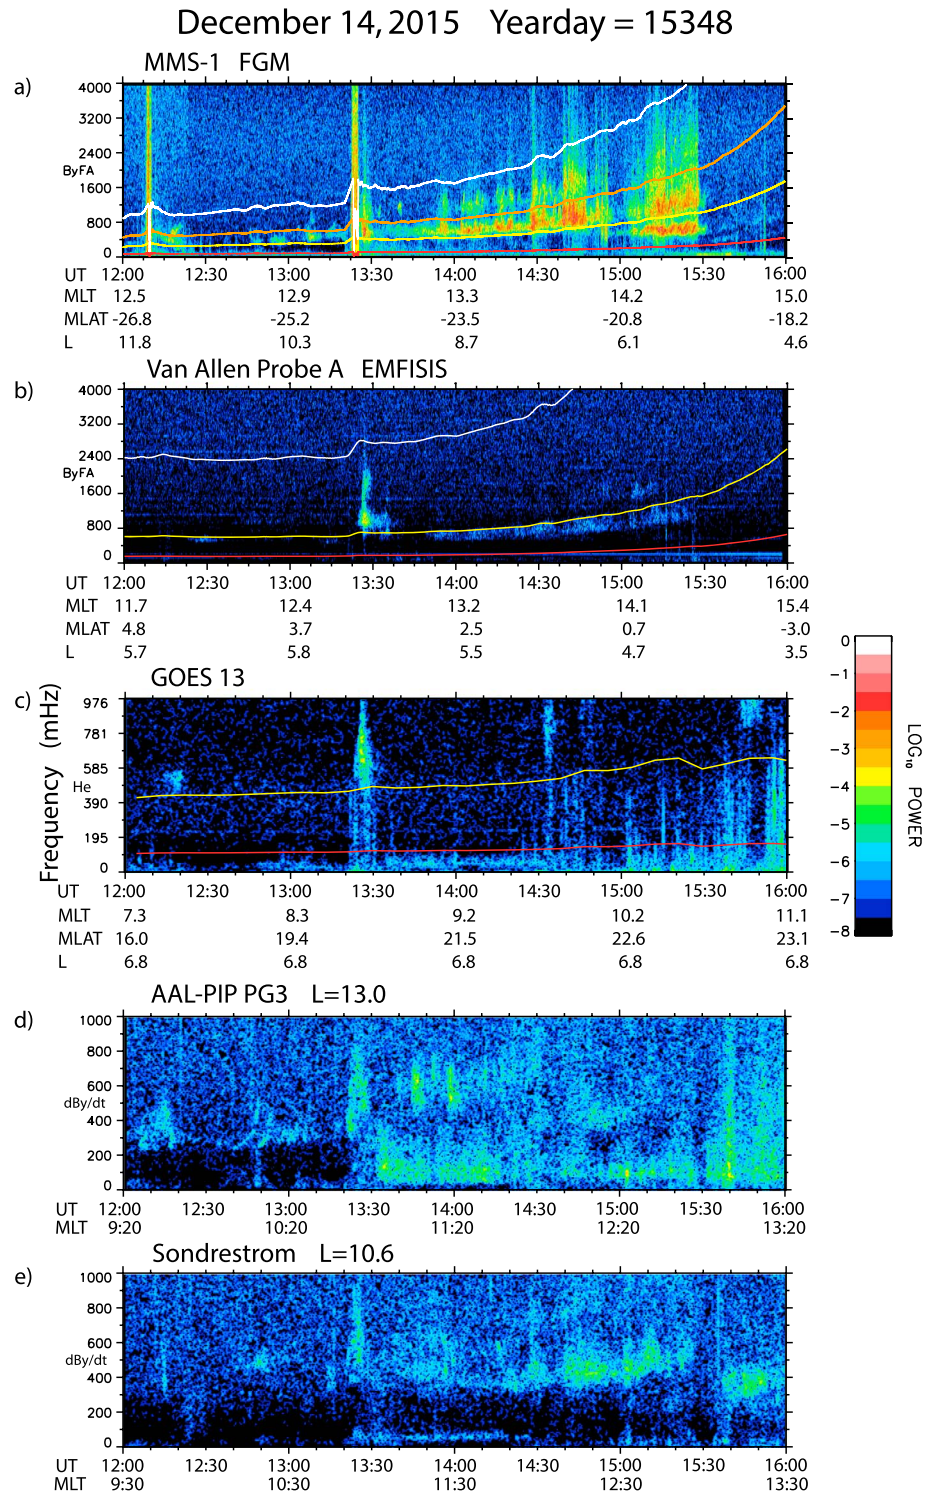 December 14, 2015 Yearday = 15348
MMS-1 FGM
a)
4000
3200
2400
ByFA
1600
800
0
UT 12:00 12:30 13:00 13:30 14:00 14:30 15:00 15:30 16:00
MLT 12.5 12.9 13.3 14.2 15.0
MLAT -26.8 -25.2 -23.5 -20.8 -18.2
L 11.8 10.3 8.7 6.1 4.6
Van Allen Probe A EMFISIS
b)
4000
3200
2400
ByFA
1600
800
0
UT 12:00 12:30 13:00 13:30 14:00 14:30 15:00 15:30 16:00
MLT 11.7 12.4 13.2 14.1 15.4
MLAT 4.8 3.7 2.5 0.7 -3.0
L 5.7 5.8 5.5 4.7 3.5
GOES 13
c)
Frequency (mHz)
976
781
585
He
390
195
0
UT 12:00 12:30 13:00 13:30 14:00 14:30 15:00 15:30 16:00
MLT 7.3 8.3 9.2 10.2 11.1
MLAT 16.0 19.4 21.5 22.6 23.1
L 6.8 6.8 6.8 6.8 6.8
0
-1
-2
-3
-4
-5
-6
-7
-8
LOG10 POWER
AAL-PIP PG3 L=13.0
d)
1000
800
600
dBy/dt
400
200
0
UT 12:00 12:30 13:00 13:30 14:00 14:30 15:00 15:30 16:00
MLT 9:20 10:20 11:20 12:20 13:20
Sondrestrom L=10.6
e)
1000
800
600
dBy/dt
400
200
0
UT 12:00 12:30 13:00 13:30 14:00 14:30 15:00 15:30 16:00
MLT 9:30 10:30 11:30 12:30 13:30